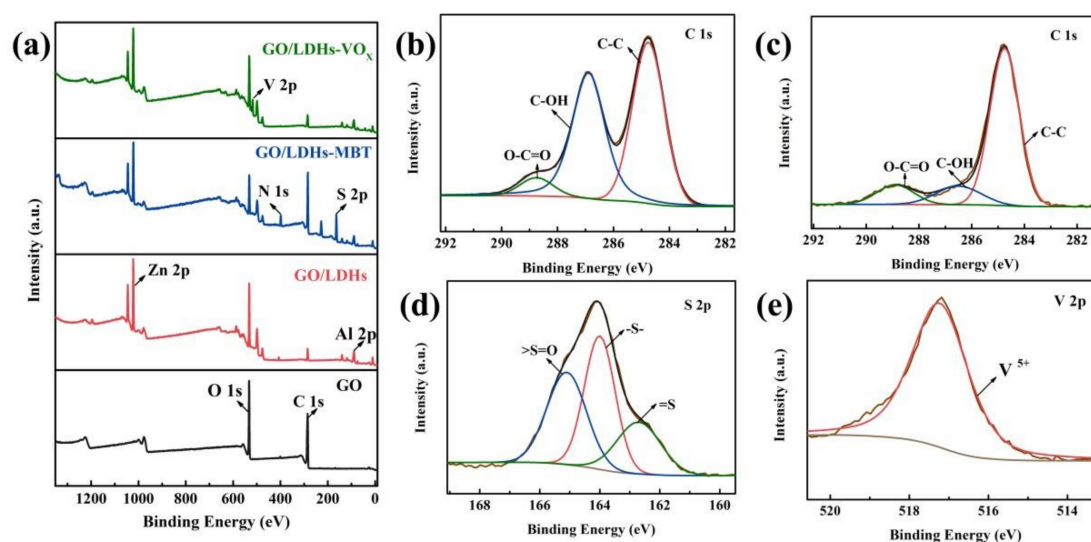 (a)
GO/LDHs-VOₓ
V 2p
GO/LDHs-MBT
N 1s
S 2p
GO/LDHs
Zn 2p
Al 2p
GO
O 1s
C 1s
Intensity (a.u.)
1200 1000 800 600 400 200 0
Binding Energy (eV)
(b)
C 1s
C-C
C-OH
O-C=O
Intensity (a.u.)
292 290 288 286 284 282
Binding Energy (eV)
(c)
C 1s
C-C
C-OH
O-C=O
Intensity (a.u.)
292 290 288 286 284 282
Binding Energy (eV)
(d)
S 2p
-S-
>S=O
=S
Intensity (a.u.)
168 166 164 162 160
Binding Energy (eV)
(e)
V 2p
V ⁵⁺
Intensity (a.u.)
520 518 516 514
Binding Energy (eV)